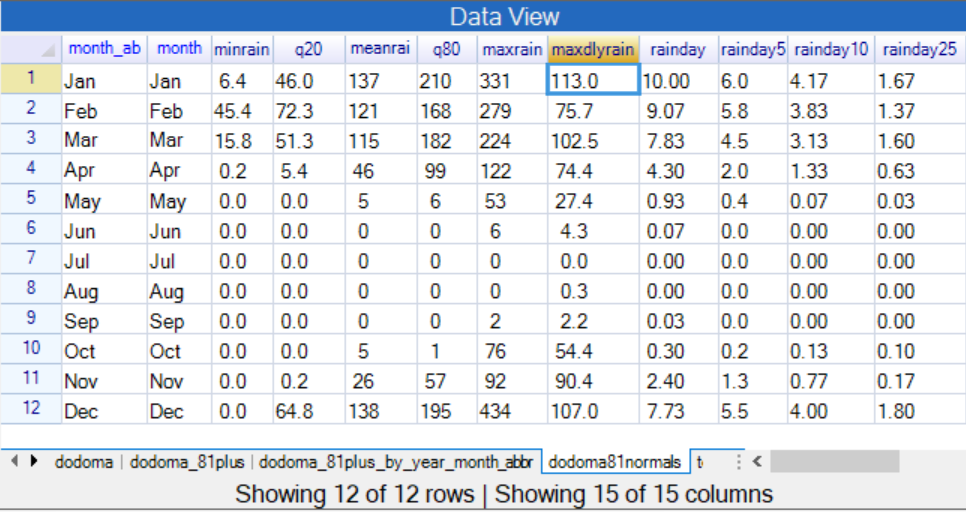 Data View
month_ab month minrain q20 meanrai q80 maxrain maxdlyrain rainday rainday5 rainday10 rainday25
1 Jan Jan 6.4 46.0 137 210 331 113.0 10.00 6.0 4.17 1.67
2 Feb Feb 45.4 72.3 121 168 279 75.7 9.07 5.8 3.83 1.37
3 Mar Mar 15.8 51.3 115 182 224 102.5 7.83 4.5 3.13 1.60
4 Apr Apr 0.2 5.4 46 99 122 74.4 4.30 2.0 1.33 0.63
5 May May 0.0 0.0 5 6 53 27.4 0.93 0.4 0.07 0.03
6 Jun Jun 0.0 0.0 0 0 6 4.3 0.07 0.0 0.00 0.00
7 Jul Jul 0.0 0.0 0 0 0 0.0 0.00 0.0 0.00 0.00
8 Aug Aug 0.0 0.0 0 0 0 0.3 0.00 0.0 0.00 0.00
9 Sep Sep 0.0 0.0 0 0 2 2.2 0.03 0.0 0.00 0.00
10 Oct Oct 0.0 0.0 5 1 76 54.4 0.30 0.2 0.13 0.10
11 Nov Nov 0.0 0.2 26 57 92 90.4 2.40 1.3 0.77 0.17
12 Dec Dec 0.0 64.8 138 195 434 107.0 7.73 5.5 4.00 1.80
dodoma | dodoma_81plus | dodoma_81plus_by_year_month_abbr | dodoma81normals
Showing 12 of 12 rows | Showing 15 of 15 columns